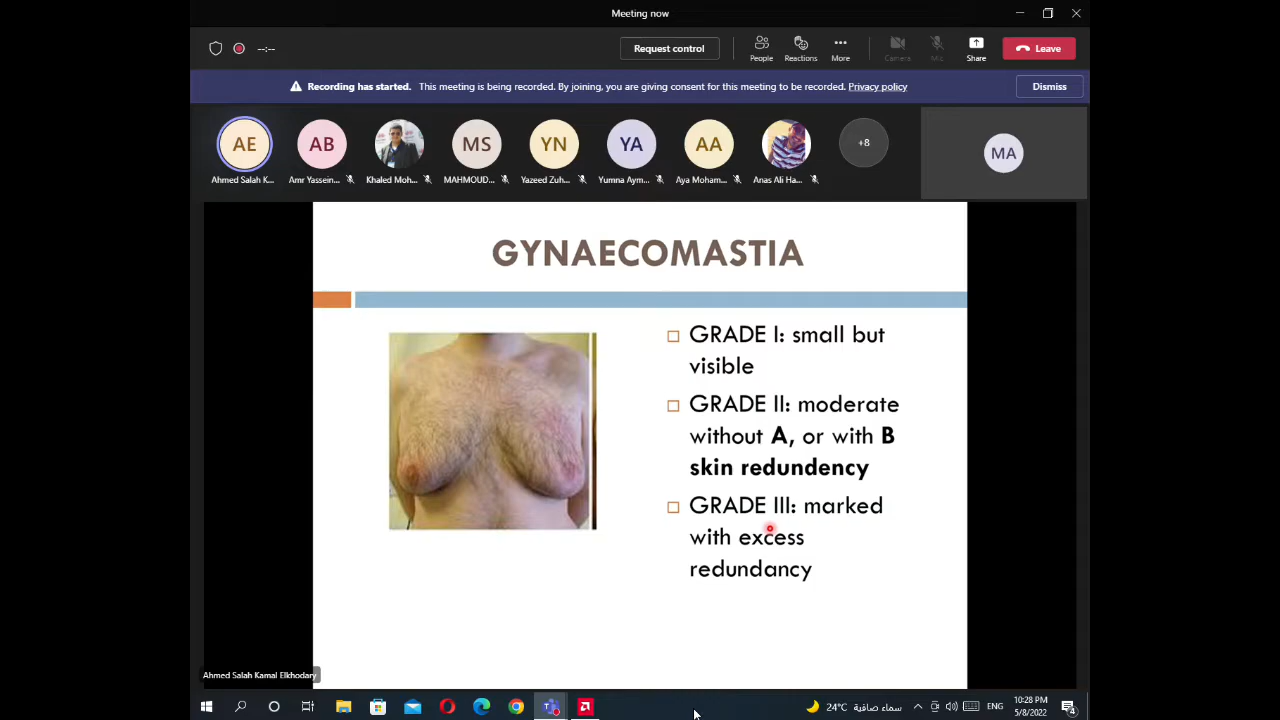 Meeting now
--:--
Request control
People
Reactions
More
Camera
Mic
Share
Leave
Recording has started. This meeting is being recorded. By joining, you are giving consent for this meeting to be recorded. Privacy policy
Dismiss
AE
AB
MS
YN
YA
AA
+8
MA
Ahmed Salah K...
Amr Yassein...
Khaled Moh...
MAHMOUD...
Yazeed Zuh...
Yumna Aym...
Aya Moham...
Anas Ali Ha...
GYNAECOMASTIA
GRADE I: small but
visible
GRADE II: moderate
without A, or with B
skin redundency
GRADE III: marked
with excess
redundancy
Ahmed Salah Kamal Elkhodary
24°C سماء صافية
ENG
10:28 PM
5/8/2022
4